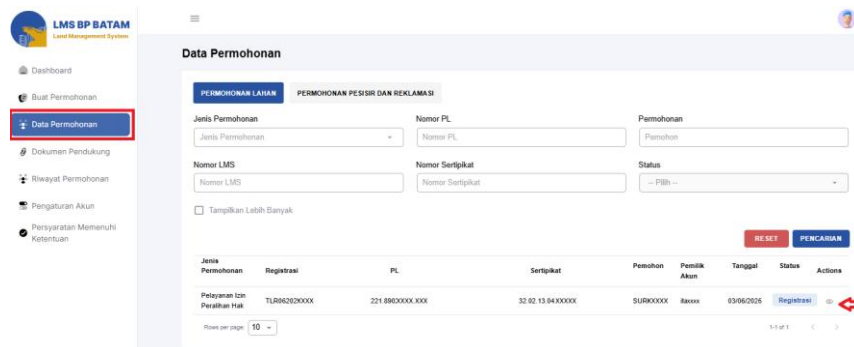 LMS BP BATAM
Land Management System
Dashboard
Buat Permohonan
Data Permohonan
Dokumen Pendukung
Riwayat Permohonan
Pengaturan Akun
Persyaratan Memenuhi
Ketentuan
Data Permohonan
PERMOHONAN LAHAN PERMOHONAN PESISIR DAN REKLAMASI
Jenis Permohonan Nomor PL Permohonan
Jenis Permohonan Nomor PL Pemohon
Nomor LMS Nomor Sertipikat Status
Nomor LMS Nomor Sertipikat -- Pilih --
Tampilkan Lebih Banyak
RESET PENCARIAN
Jenis
Permohonan Registrasi PL Sertipikat Pemohon Pemilik
Akun Tanggal Status Actions
Pelayanan Izin
Peralihan Hak TLR06202XXXX 221.890XXXX.XXX 32.02.13.04.XXXXX SURKXXXX ifaxxxx 03/06/2026 Registrasi
Rows per page: 10 1-1 of 1